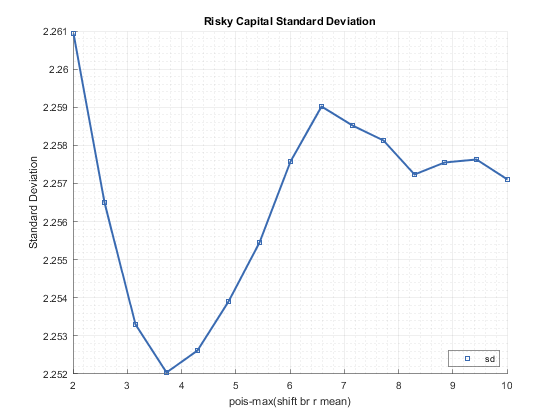 Risky Capital Standard Deviation
2.261
2.26
2.259
2.258
2.257
2.256
2.255
2.254
2.253
2.252
Standard Deviation
sd
2 3 4 5 6 7 8 9 10
pois-max(shift br r mean)